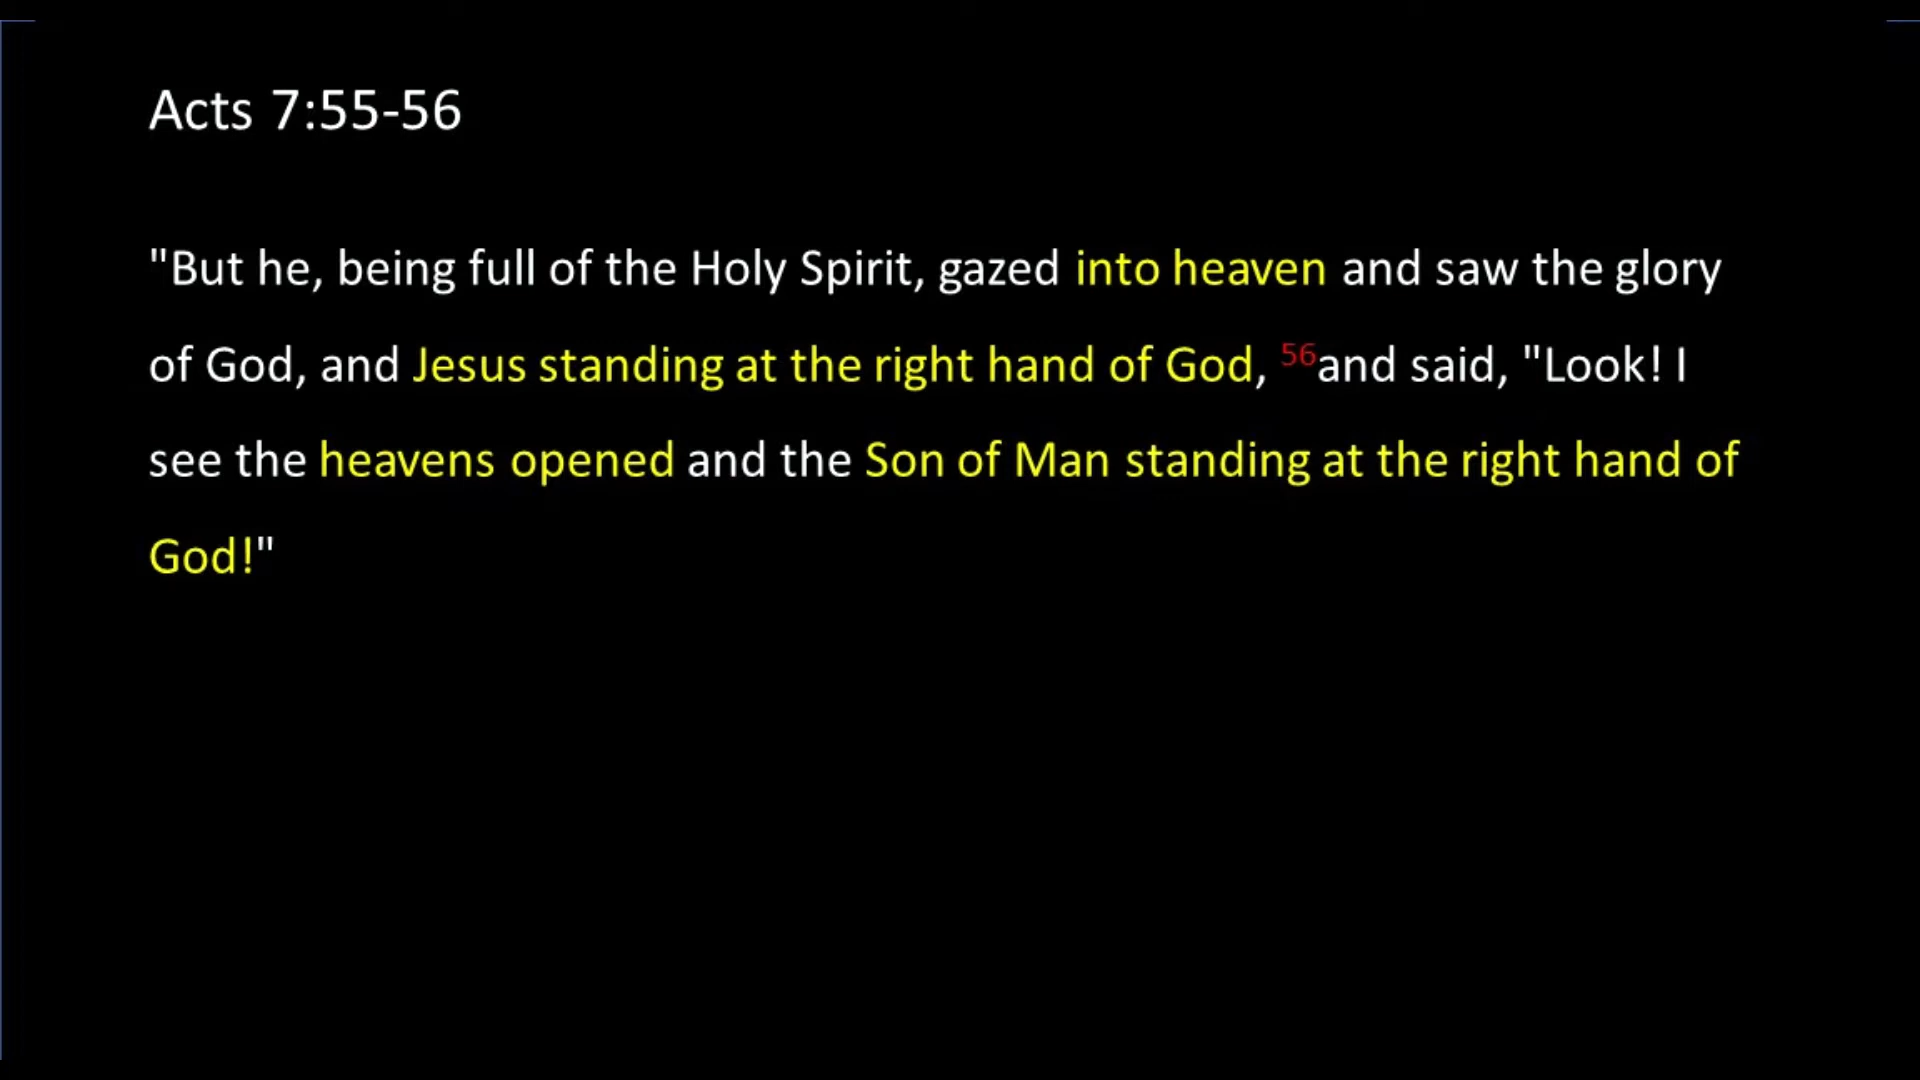 Acts 7:55-56
"But he, being full of the Holy Spirit, gazed into heaven and saw the glory
of God, and Jesus standing at the right hand of God, 56and said, "Look! I
see the heavens opened and the Son of Man standing at the right hand of
God!"